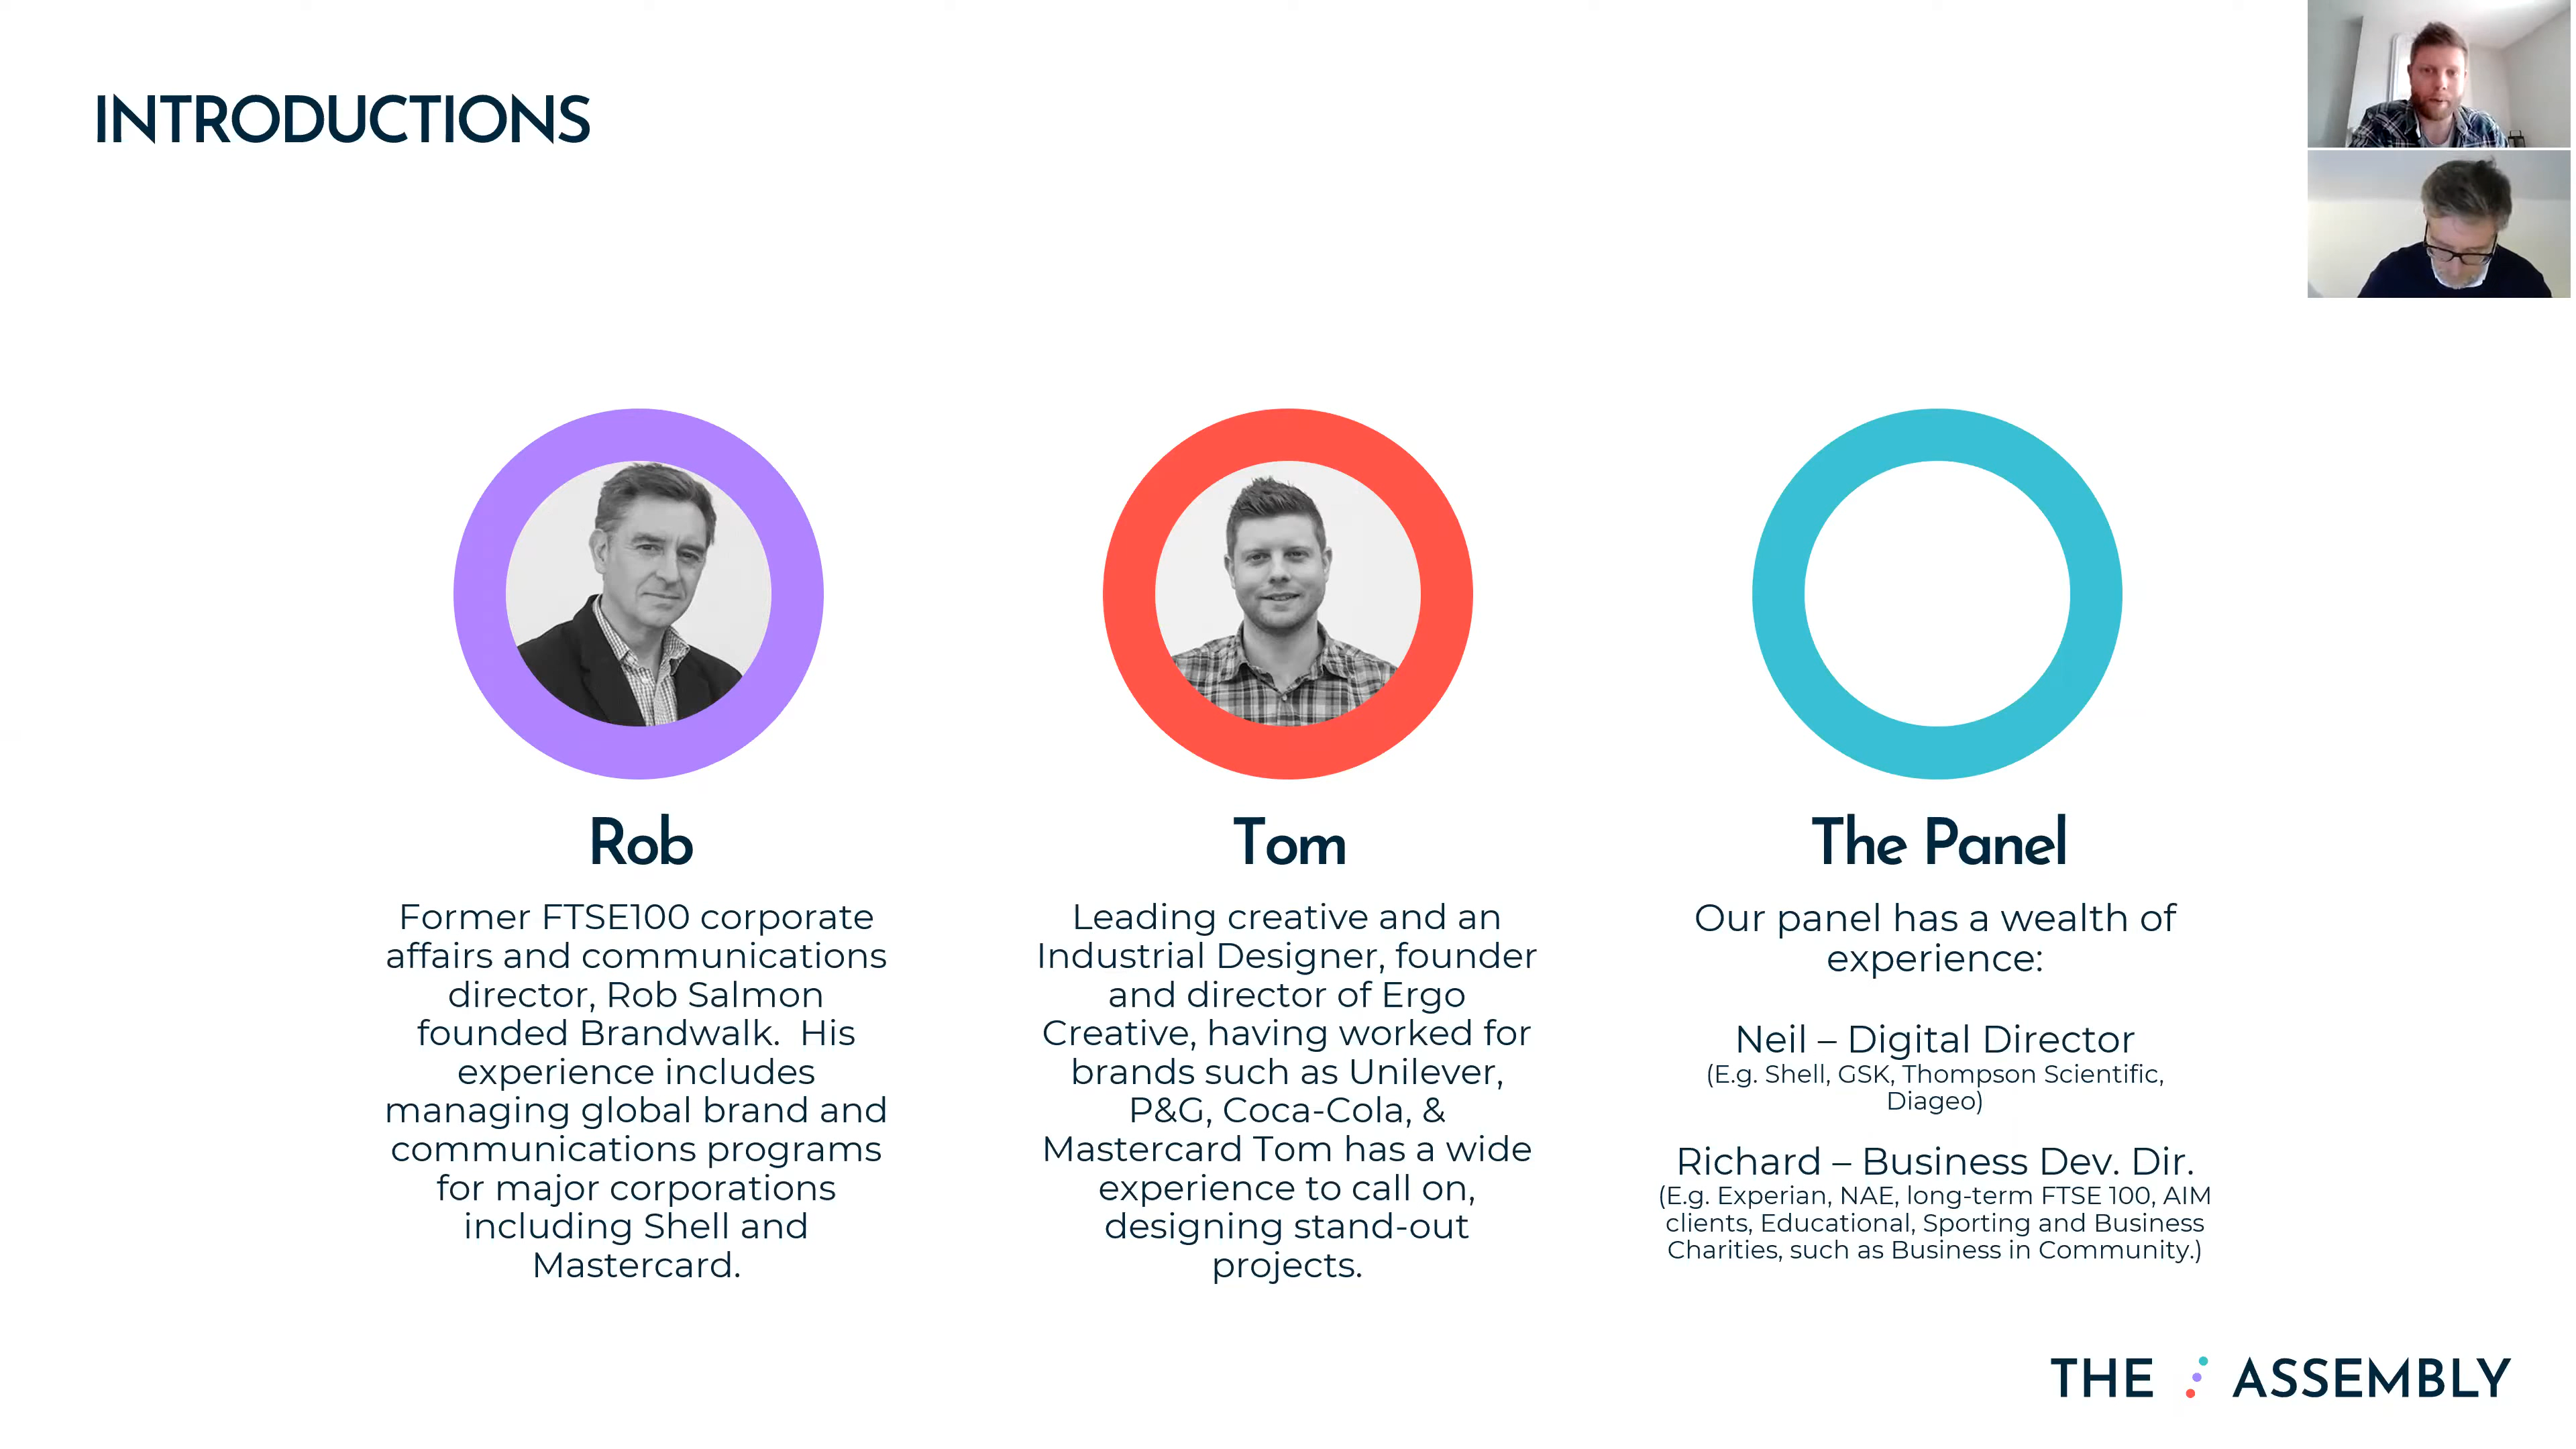 INTRODUCTIONS
Rob
Former FTSE100 corporate
affairs and communications
director, Rob Salmon
founded Brandwalk.  His
experience includes
managing global brand and
communications programs
for major corporations
including Shell and
Mastercard.
Tom
Leading creative and an
Industrial Designer, founder
and director of Ergo
Creative, having worked for
brands such as Unilever,
P&G, Coca-Cola, &
Mastercard Tom has a wide
experience to call on,
designing stand-out
projects.
The Panel
Our panel has a wealth of
experience:
Neil – Digital Director
(E.g. Shell, GSK, Thompson Scientific,
Diageo)
Richard – Business Dev. Dir.
(E.g. Experian, NAE, long-term FTSE 100, AIM
clients, Educational, Sporting and Business
Charities, such as Business in Community.)
THE ASSEMBLY